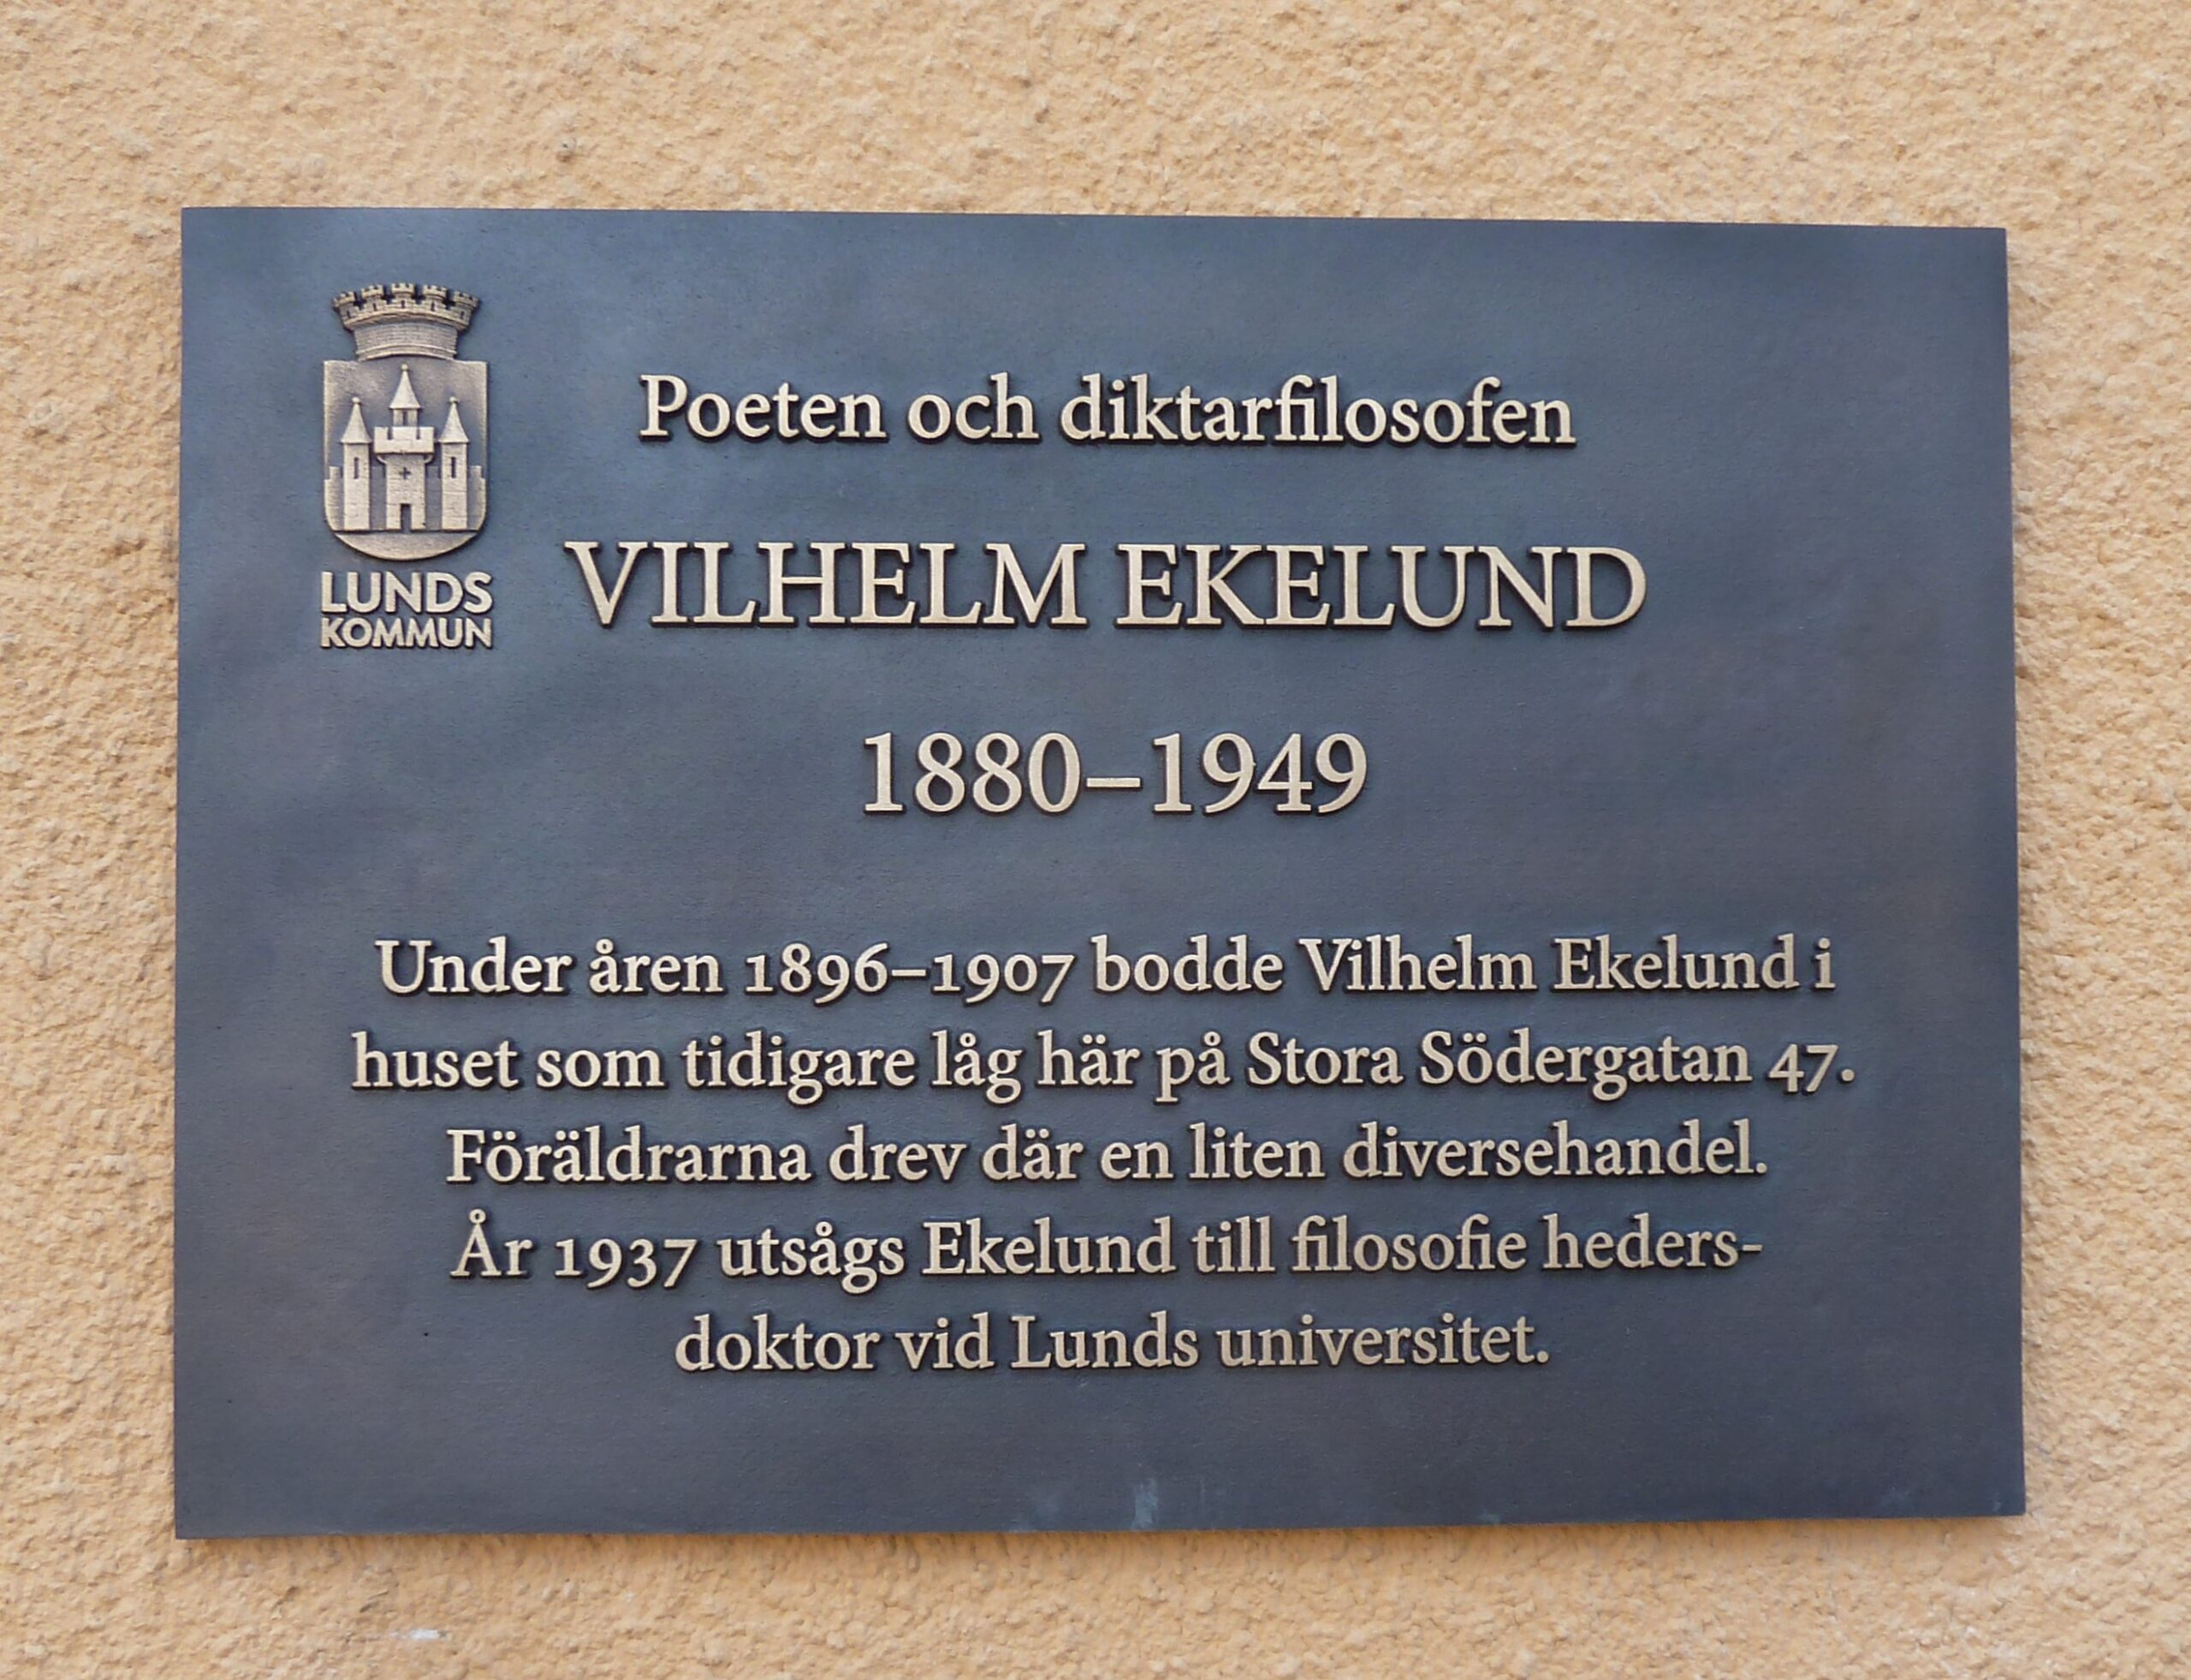 LUNDS
KOMMUN
Poeten och diktarfilosofen
VILHELM EKELUND
1880–1949
Under åren 1896–1907 bodde Vilhelm Ekelund i
huset som tidigare låg här på Stora Södergatan 47.
Föräldrarna drev där en liten diversehandel.
År 1937 utsågs Ekelund till filosofie heders-
doktor vid Lunds universitet.